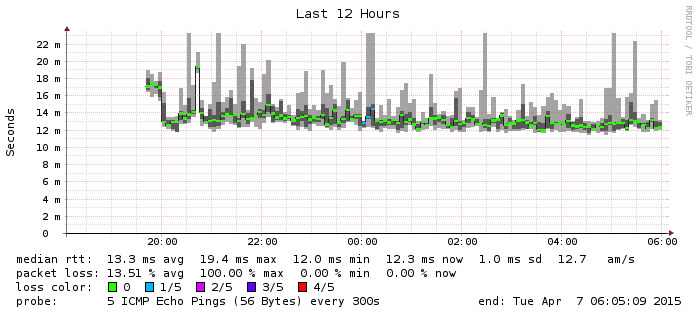 Last 12 Hours
RRDTOOL / TOBI OETIKER
Seconds
22 m
20 m
18 m
16 m
14 m
12 m
10 m
8 m
6 m
4 m
2 m
0
20:00 22:00 00:00 02:00 04:00 06:00
median rtt: 13.3 ms avg 19.4 ms max 12.0 ms min 12.3 ms now 1.0 ms sd 12.7 am/s
packet loss: 13.51 % avg 100.00 % max 0.00 % min 0.00 % now
loss color: 0 1/5 2/5 3/5 4/5
probe: 5 ICMP Echo Pings (56 Bytes) every 300s end: Tue Apr 7 06:05:09 2015